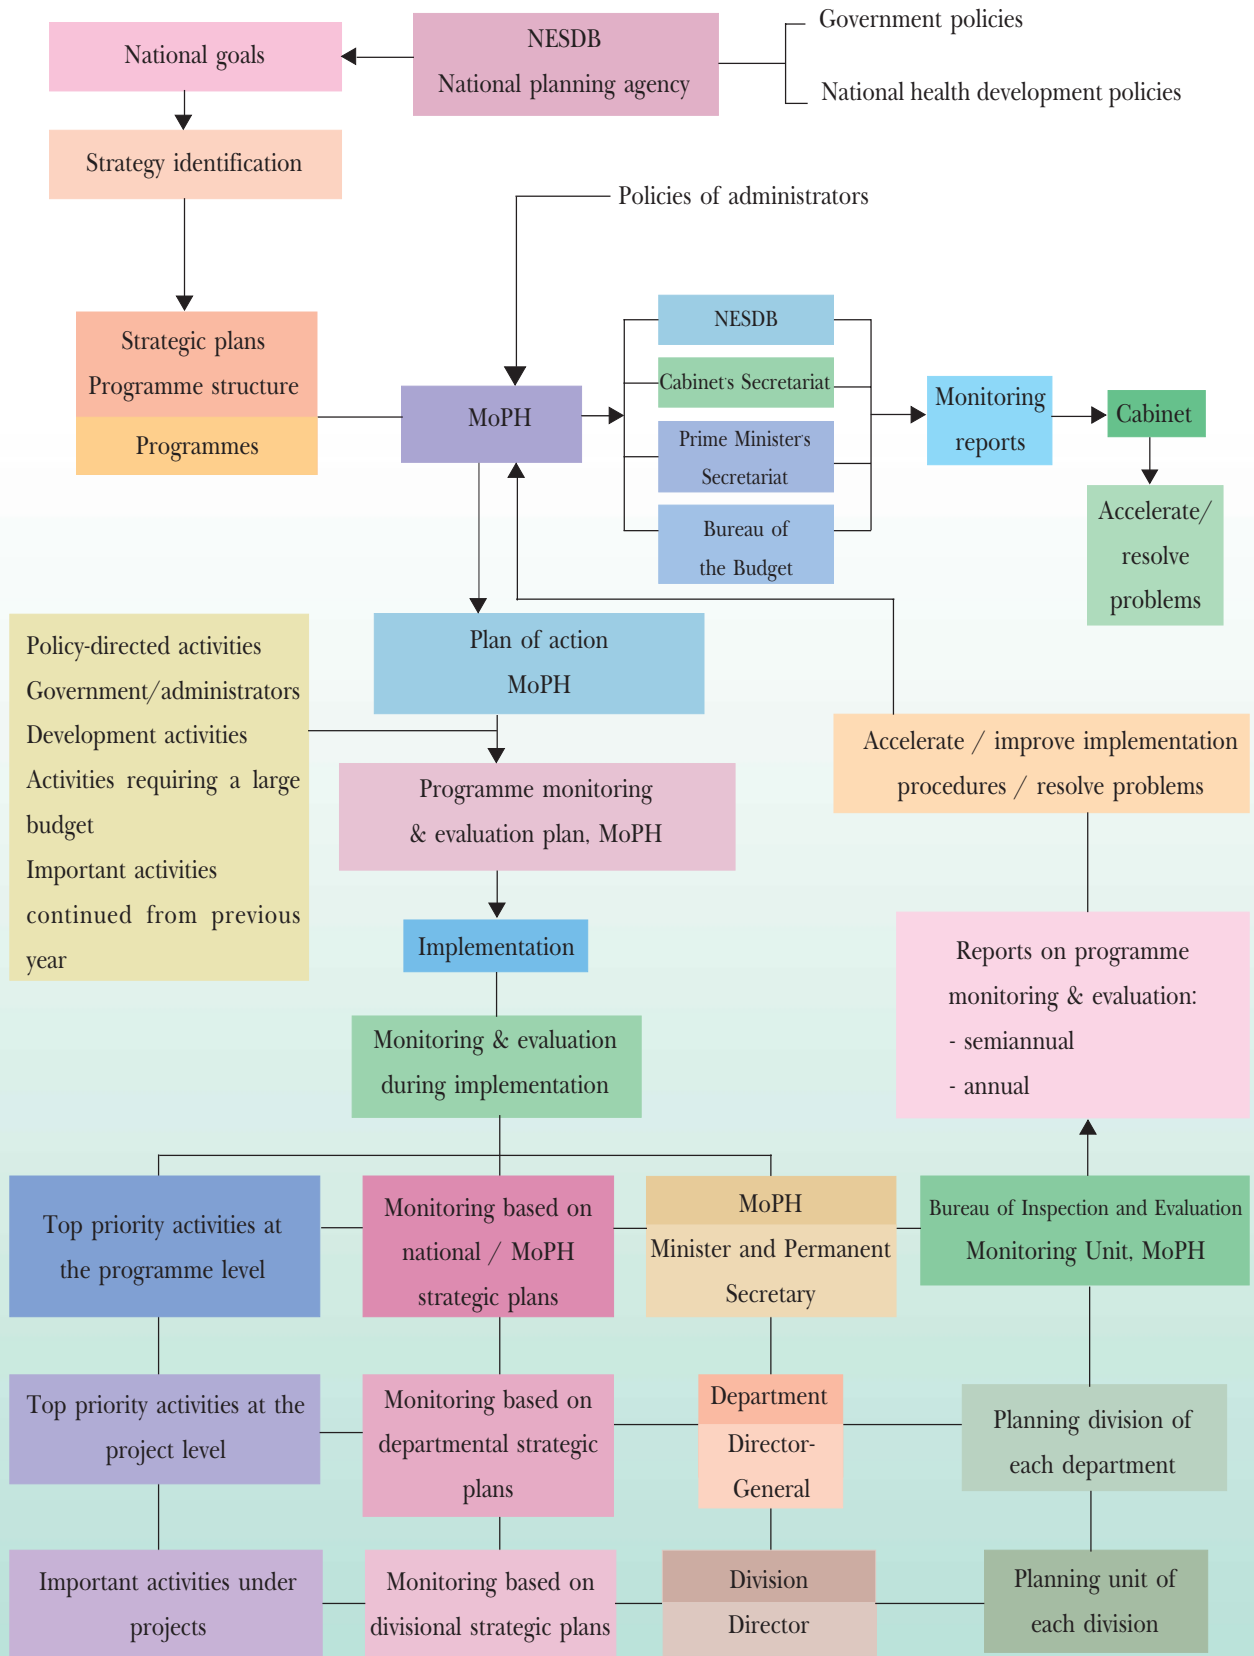 National goals
NESDB
National planning agency
Government policies
National health development policies
Strategy identification
Policies of administrators
Strategic plans
Programme structure
Programmes
MoPH
NESDB
Cabinet's Secretariat
Prime Minister's
Secretariat
Bureau of
the Budget
Monitoring
reports
Cabinet
Accelerate/
resolve
problems
Policy-directed activities
Government/administrators
Development activities
Activities requiring a large
budget
Important activities
continued from previous
year
Plan of action
MoPH
Programme monitoring
& evaluation plan, MoPH
Implementation
Monitoring & evaluation
during implementation
Accelerate / improve implementation
procedures / resolve problems
Reports on programme
monitoring & evaluation:
- semiannual
- annual
Top priority activities at
the programme level
Monitoring based on
national / MoPH
strategic plans
MoPH
Minister and Permanent
Secretary
Bureau of Inspection and Evaluation
Monitoring Unit, MoPH
Top priority activities at the
project level
Monitoring based on
departmental strategic
plans
Department
Director-
General
Planning division of
each department
Important activities under
projects
Monitoring based on
divisional strategic plans
Division
Director
Planning unit of
each division